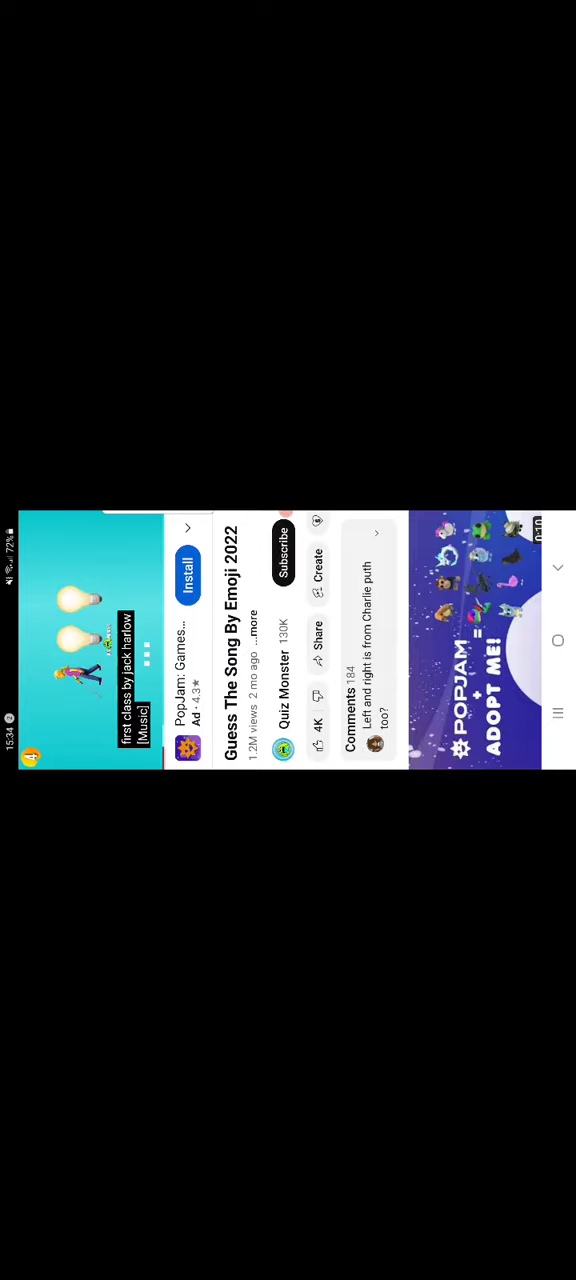 15:34 2 72%
4
first class by jack harlow
[Music]
PopJam: Games...
Ad · 4.3★
Install
Guess The Song By Emoji 2022
1.2M views 2 mo ago ...more
Quiz Monster 130K
Subscribe
4K
Share
Create
Comments 184
Left and right is from Charlie puth
too?
POPJAM
+
ADOPT ME!
=
0:10